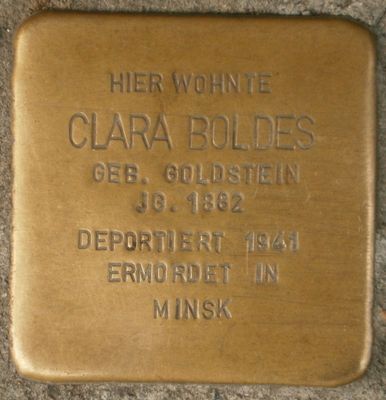 HIER WOHNTE
CLARA BOLDES
GEB. GOLDSTEIN
JG. 1882
DEPORTIERT 1941
ERMORDET IN
MINSK